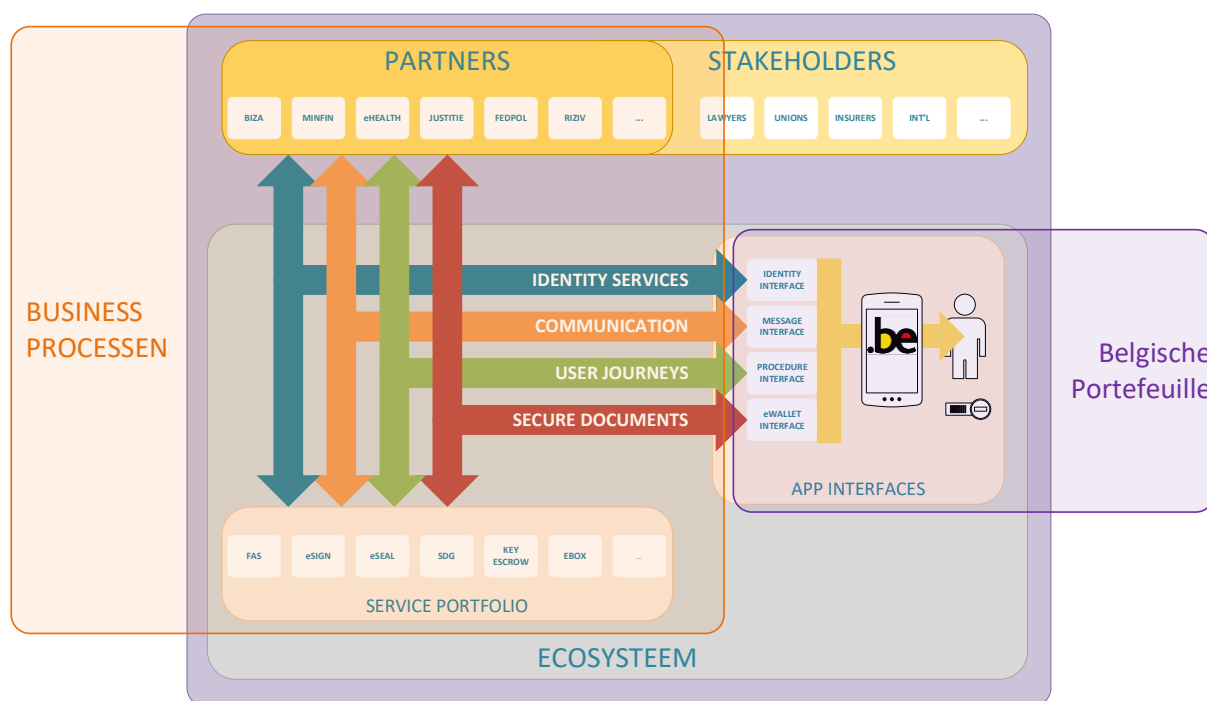 PARTNERS
STAKEHOLDERS
BIZA
MINFIN
eHEALTH
JUSTITIE
FEDPOL
RIZIV
...
LAWYERS
UNIONS
INSURERS
INT'L
...
BUSINESS
PROCESSEN
IDENTITY SERVICES
COMMUNICATION
USER JOURNEYS
SECURE DOCUMENTS
IDENTITY
INTERFACE
MESSAGE
INTERFACE
PROCEDURE
INTERFACE
eWALLET
INTERFACE
.be
APP INTERFACES
Belgische
Portefeuille
FAS
eSIGN
eSEAL
SDG
KEY
ESCROW
EBOX
...
SERVICE PORTFOLIO
ECOSYSTEEM